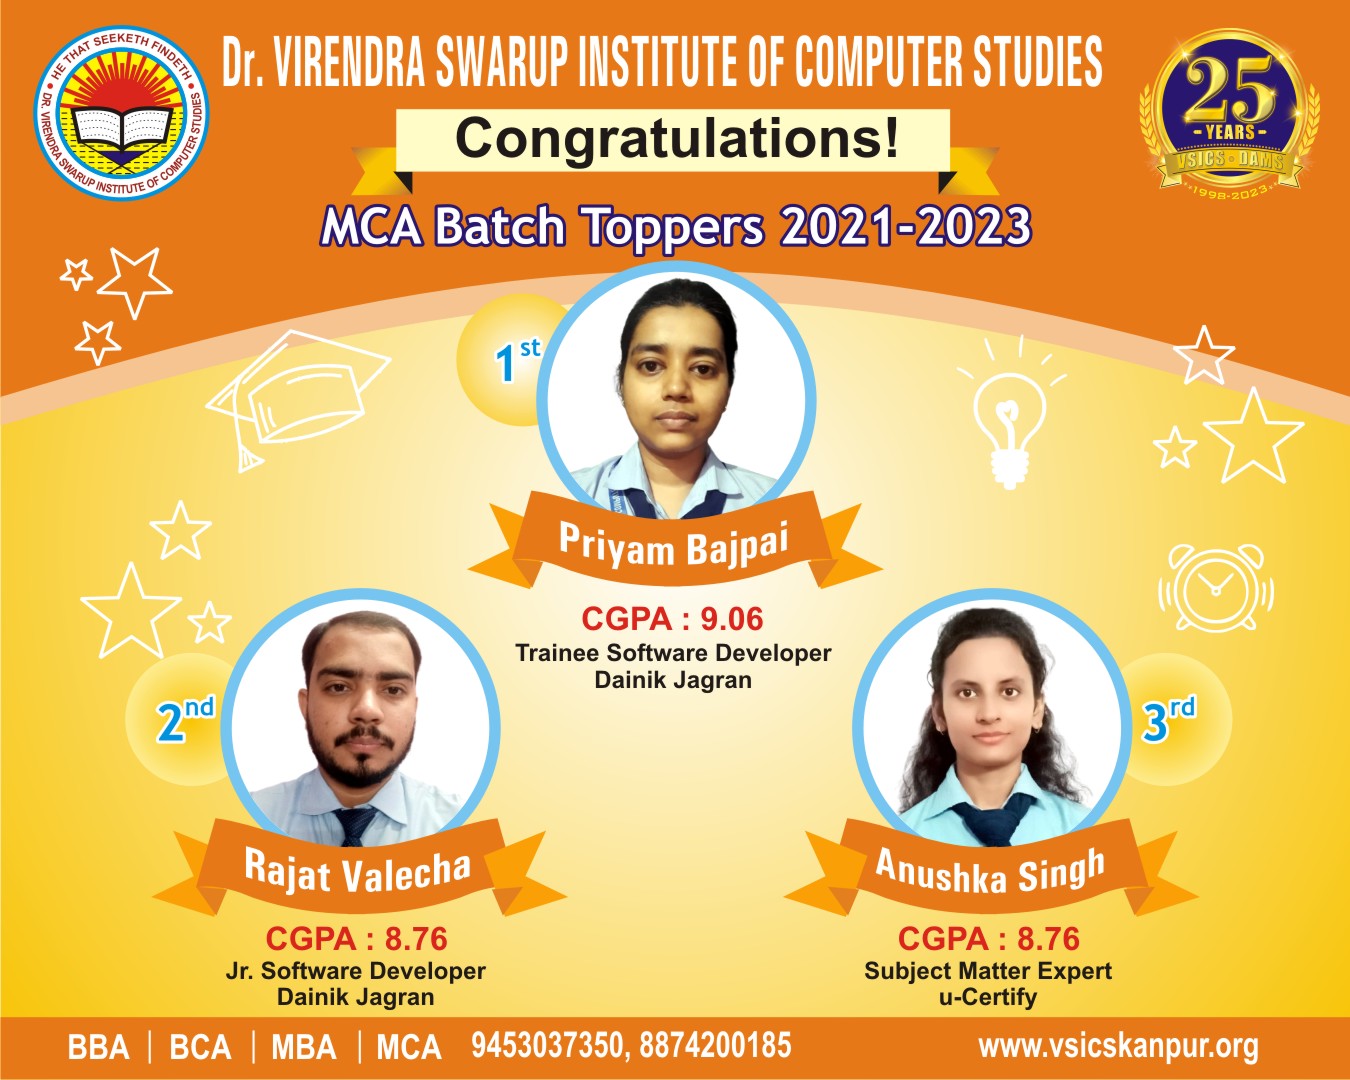 HE THAT SEEKETH FINDETH
DR. VIRENDRA SWARUP INSTITUTE OF COMPUTER STUDIES
Dr. VIRENDRA SWARUP INSTITUTE OF COMPUTER STUDIES
25
- YEARS -
VSICS - DAMS
1998-2023
Congratulations!
MCA Batch Toppers 2021-2023
1st
Priyam Bajpai
CGPA : 9.06
Trainee Software Developer
Dainik Jagran
2nd
Rajat Valecha
CGPA : 8.76
Jr. Software Developer
Dainik Jagran
3rd
Anushka Singh
CGPA : 8.76
Subject Matter Expert
u-Certify
BBA | BCA | MBA | MCA 9453037350, 8874200185 www.vsicskanpur.org